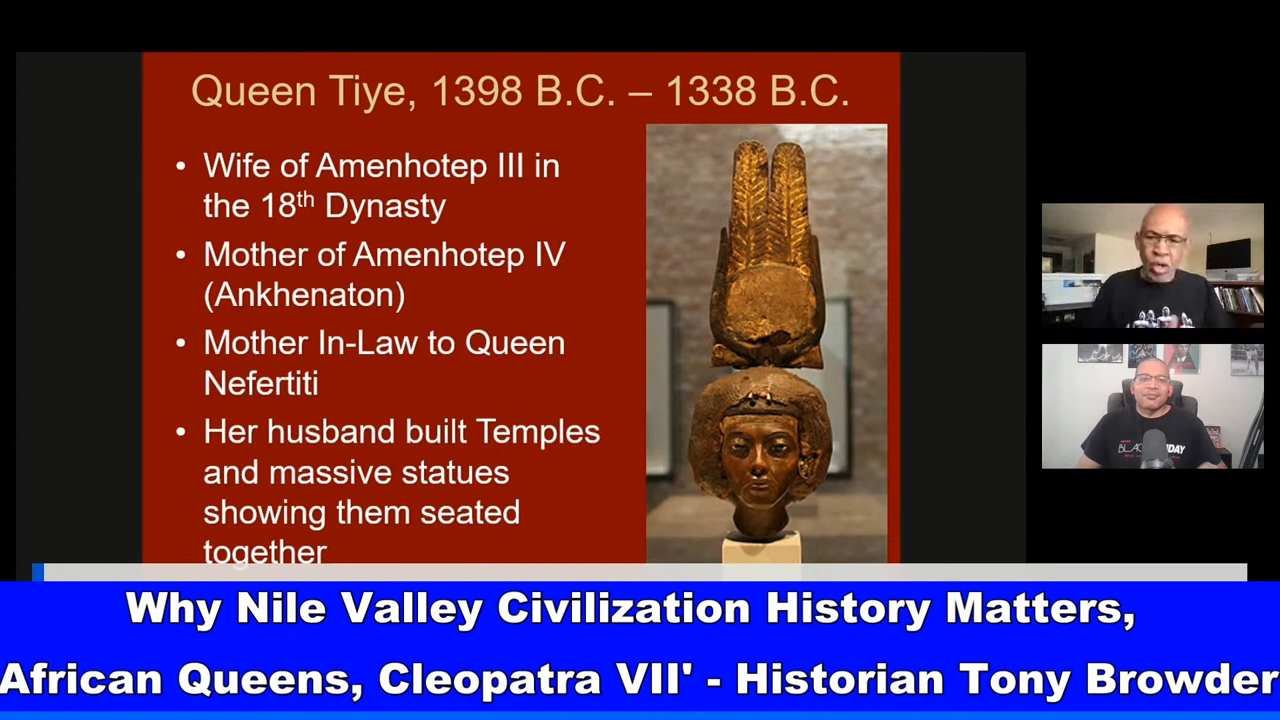 Queen Tiye, 1398 B.C. – 1338 B.C.
• Wife of Amenhotep III in
the 18th Dynasty
• Mother of Amenhotep IV
(Ankhenaton)
• Mother In-Law to Queen
Nefertiti
• Her husband built Temples
and massive statues
showing them seated
together
Why Nile Valley Civilization History Matters,
African Queens, Cleopatra VII' - Historian Tony Browder